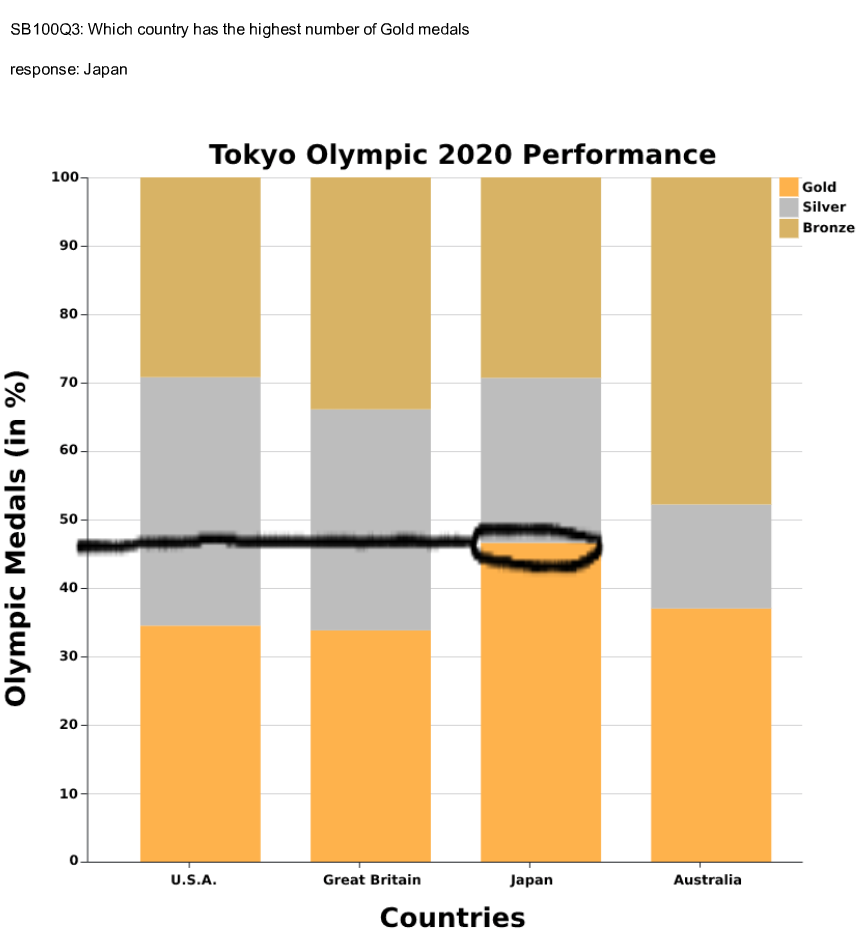 SB100Q3: Which country has the highest number of Gold medals
response: Japan
Tokyo Olympic 2020 Performance
100
90
80
70
60
50
40
30
20
10
0
Olympic Medals (in %)
Gold
Silver
Bronze
U.S.A.
Great Britain
Japan
Australia
Countries